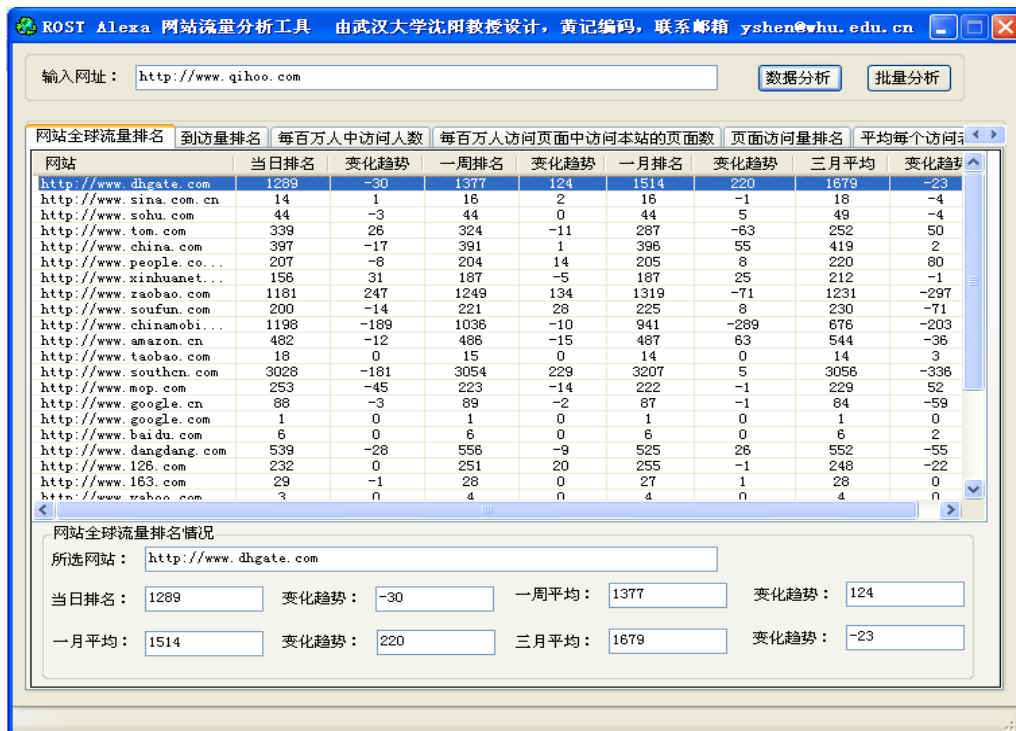 ROST Alexa 网站流量分析工具 由武汉大学沈阳教授设计，黄记编码，联系邮箱 yshen@whu.edu.cn
输入网址： http://www.qihoo.com 数据分析 批量分析
网站全球流量排名 到访量排名 每百万人中访问人数 每百万人访问页面中访问本站的页面数 页面访问量排名 平均每个访问
网站 当日排名 变化趋势 一周排名 变化趋势 一月排名 变化趋势 三月平均 变化趋势
http://www.dhgate.com 1289 -30 1377 124 1514 220 1679 -23
http://www.sina.com.cn 14 1 16 2 16 -1 18 -4
http://www.sohu.com 44 -3 44 0 44 5 49 -4
http://www.tom.com 339 26 324 -11 287 -63 252 50
http://www.china.com 397 -17 391 1 396 55 419 2
http://www.people.co... 207 -8 204 14 205 8 220 80
http://www.xinhuanet... 156 31 187 -5 187 25 212 -1
http://www.zaobao.com 1181 247 1249 134 1319 -71 1231 -297
http://www.soufun.com 200 -14 221 28 225 8 230 -71
http://www.chinamobi... 1198 -189 1036 -10 941 -289 676 -203
http://www.amazon.cn 482 -12 486 -15 487 63 544 -36
http://www.taobao.com 18 0 15 0 14 0 14 3
http://www.southcn.com 3028 -181 3054 229 3207 5 3056 -336
http://www.mop.com 253 -45 223 -14 222 -1 229 52
http://www.google.cn 88 -3 89 -2 87 -1 84 -59
http://www.google.com 1 0 1 0 1 0 1 0
http://www.baidu.com 6 0 6 0 6 0 6 2
http://www.dangdang.com 539 -28 556 -9 525 26 552 -55
http://www.126.com 232 0 251 20 255 -1 248 -22
http://www.163.com 29 -1 28 0 27 1 28 0
http://www.yahoo.com 3 0 4 0 4 0 4 0
网站全球流量排名情况
所选网站： http://www.dhgate.com
当日排名： 1289 变化趋势： -30 一周平均： 1377 变化趋势： 124
一月平均： 1514 变化趋势： 220 三月平均： 1679 变化趋势： -23